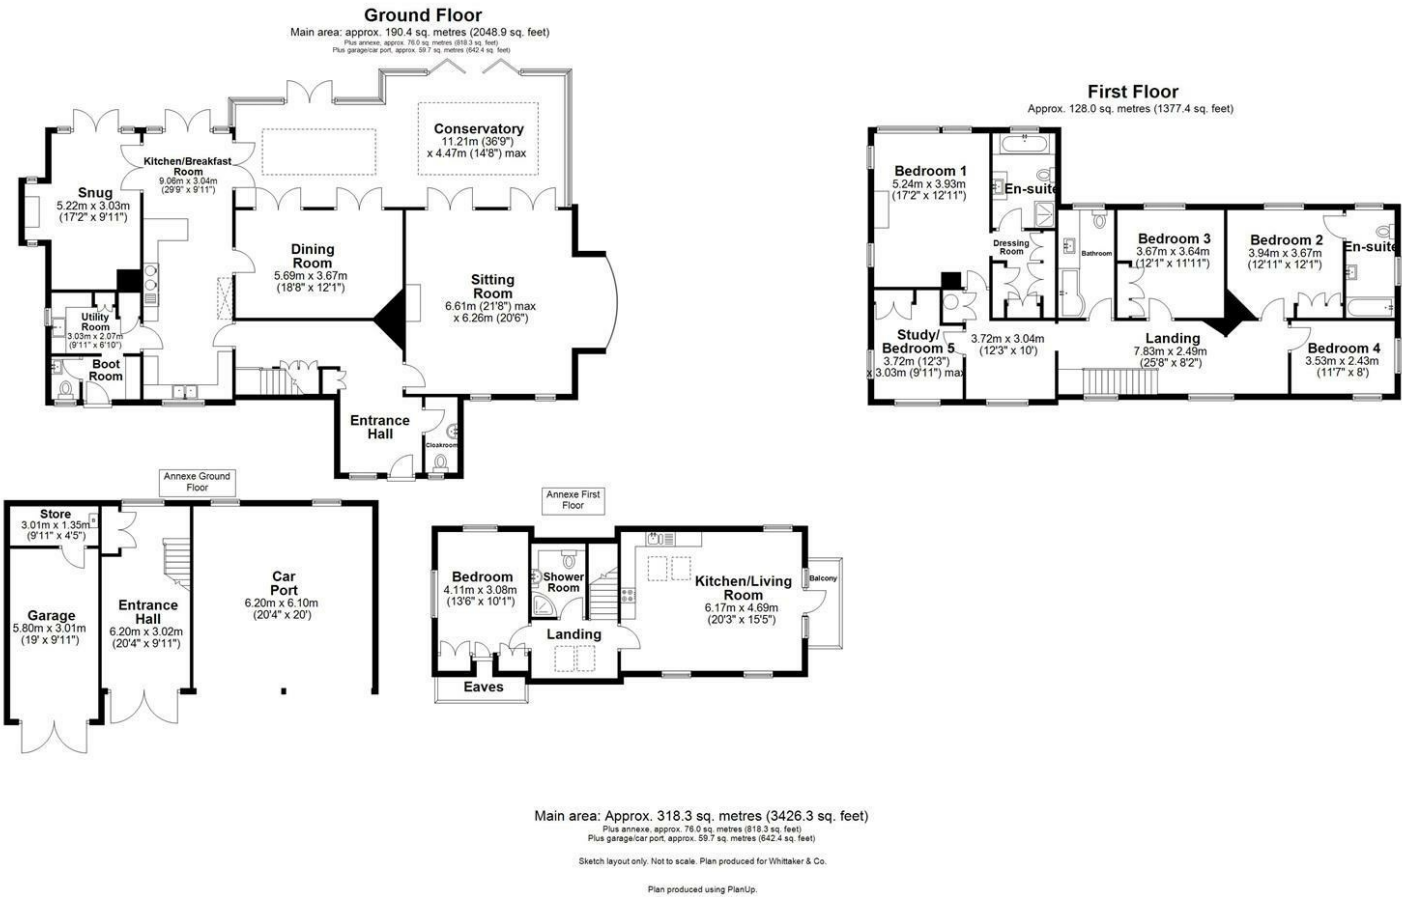 Ground Floor
Main area: approx. 190.4 sq. metres (2048.9 sq. feet)
Plus annexe, approx. 76.0 sq. metres (818.3 sq. feet)
Plus garage/car port, approx. 59.7 sq. metres (642.4 sq. feet)
Conservatory
11.21m (36'9")
x 4.47m (14'8") max
Kitchen/Breakfast
Room
9.06m x 3.04m
(29'9" x 9'11")
Snug
5.22m x 3.03m
(17'2" x 9'11")
Dining
Room
5.69m x 3.67m
(18'8" x 12'1")
Sitting
Room
6.61m (21'8") max
x 6.26m (20'6")
Utility
Room
3.03m x 2.07m
(9'11" x 6'10")
Boot
Room
Entrance
Hall
Cloakroom
First Floor
Approx. 128.0 sq. metres (1377.4 sq. feet)
Bedroom 1
5.24m x 3.93m
(17'2" x 12'11")
En-suite
Dressing
Room
Bathroom
Bedroom 3
3.67m x 3.64m
(12'1" x 11'11")
Bedroom 2
3.94m x 3.67m
(12'11" x 12'1")
En-suite
Study/
Bedroom 5
3.72m (12'3")
x 3.03m (9'11") max
3.72m x 3.04m
(12'3" x 10')
Landing
7.83m x 2.49m
(25'8" x 8'2")
Bedroom 4
3.53m x 2.43m
(11'7" x 8')
Annexe Ground
Floor
Store
3.01m x 1.35m
(9'11" x 4'5")
Garage
5.80m x 3.01m
(19' x 9'11")
Entrance
Hall
6.20m x 3.02m
(20'4" x 9'11")
Car
Port
6.20m x 6.10m
(20'4" x 20')
Annexe First
Floor
Bedroom
4.11m x 3.08m
(13'6" x 10'1")
Shower
Room
Landing
Kitchen/Living
Room
6.17m x 4.69m
(20'3" x 15'5")
Balcony
Eaves
Main area: Approx. 318.3 sq. metres (3426.3 sq. feet)
Plus annexe, approx. 76.0 sq. metres (818.3 sq. feet)
Plus garage/car port, approx. 59.7 sq. metres (642.4 sq. feet)
Sketch layout only. Not to scale. Plan produced for Whittaker & Co.
Plan produced using PlanUp.